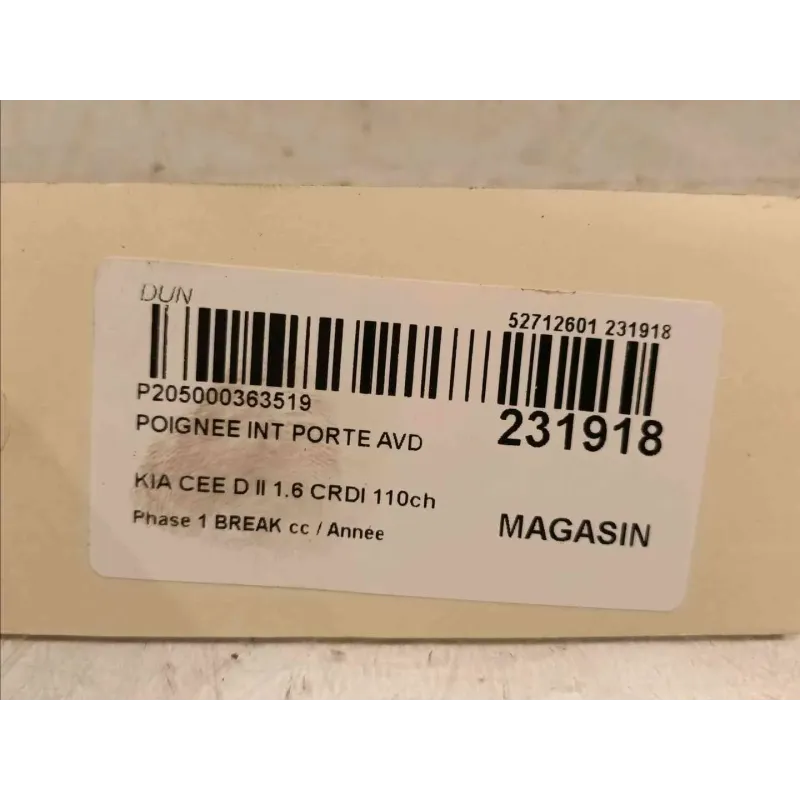 DUN
52712601 231918
P205000363519
231918
POIGNEE INT PORTE AVD
KIA CEE D II 1.6 CRDI 110ch
Phase 1 BREAK cc / Année
MAGASIN